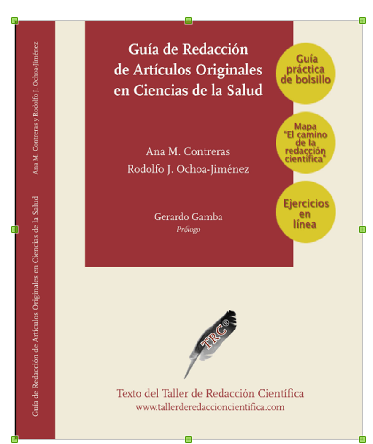 Ana M. Contreras y Rodolfo J. Ochoa-Jiménez
Guía de Redacción de Artículos Originales en Ciencias de la Salud
Guía de Redacción
de Artículos Originales
en Ciencias de la Salud
Ana M. Contreras
Rodolfo J. Ochoa-Jiménez
Gerardo Gamba
Prólogo
Guía
práctica
de bolsillo
Mapa
"El camino
de la
redacción
científica"
Ejercicios
en
línea
TRC®
Texto del Taller de Redacción Científica
www.tallerderedaccioncientifica.com